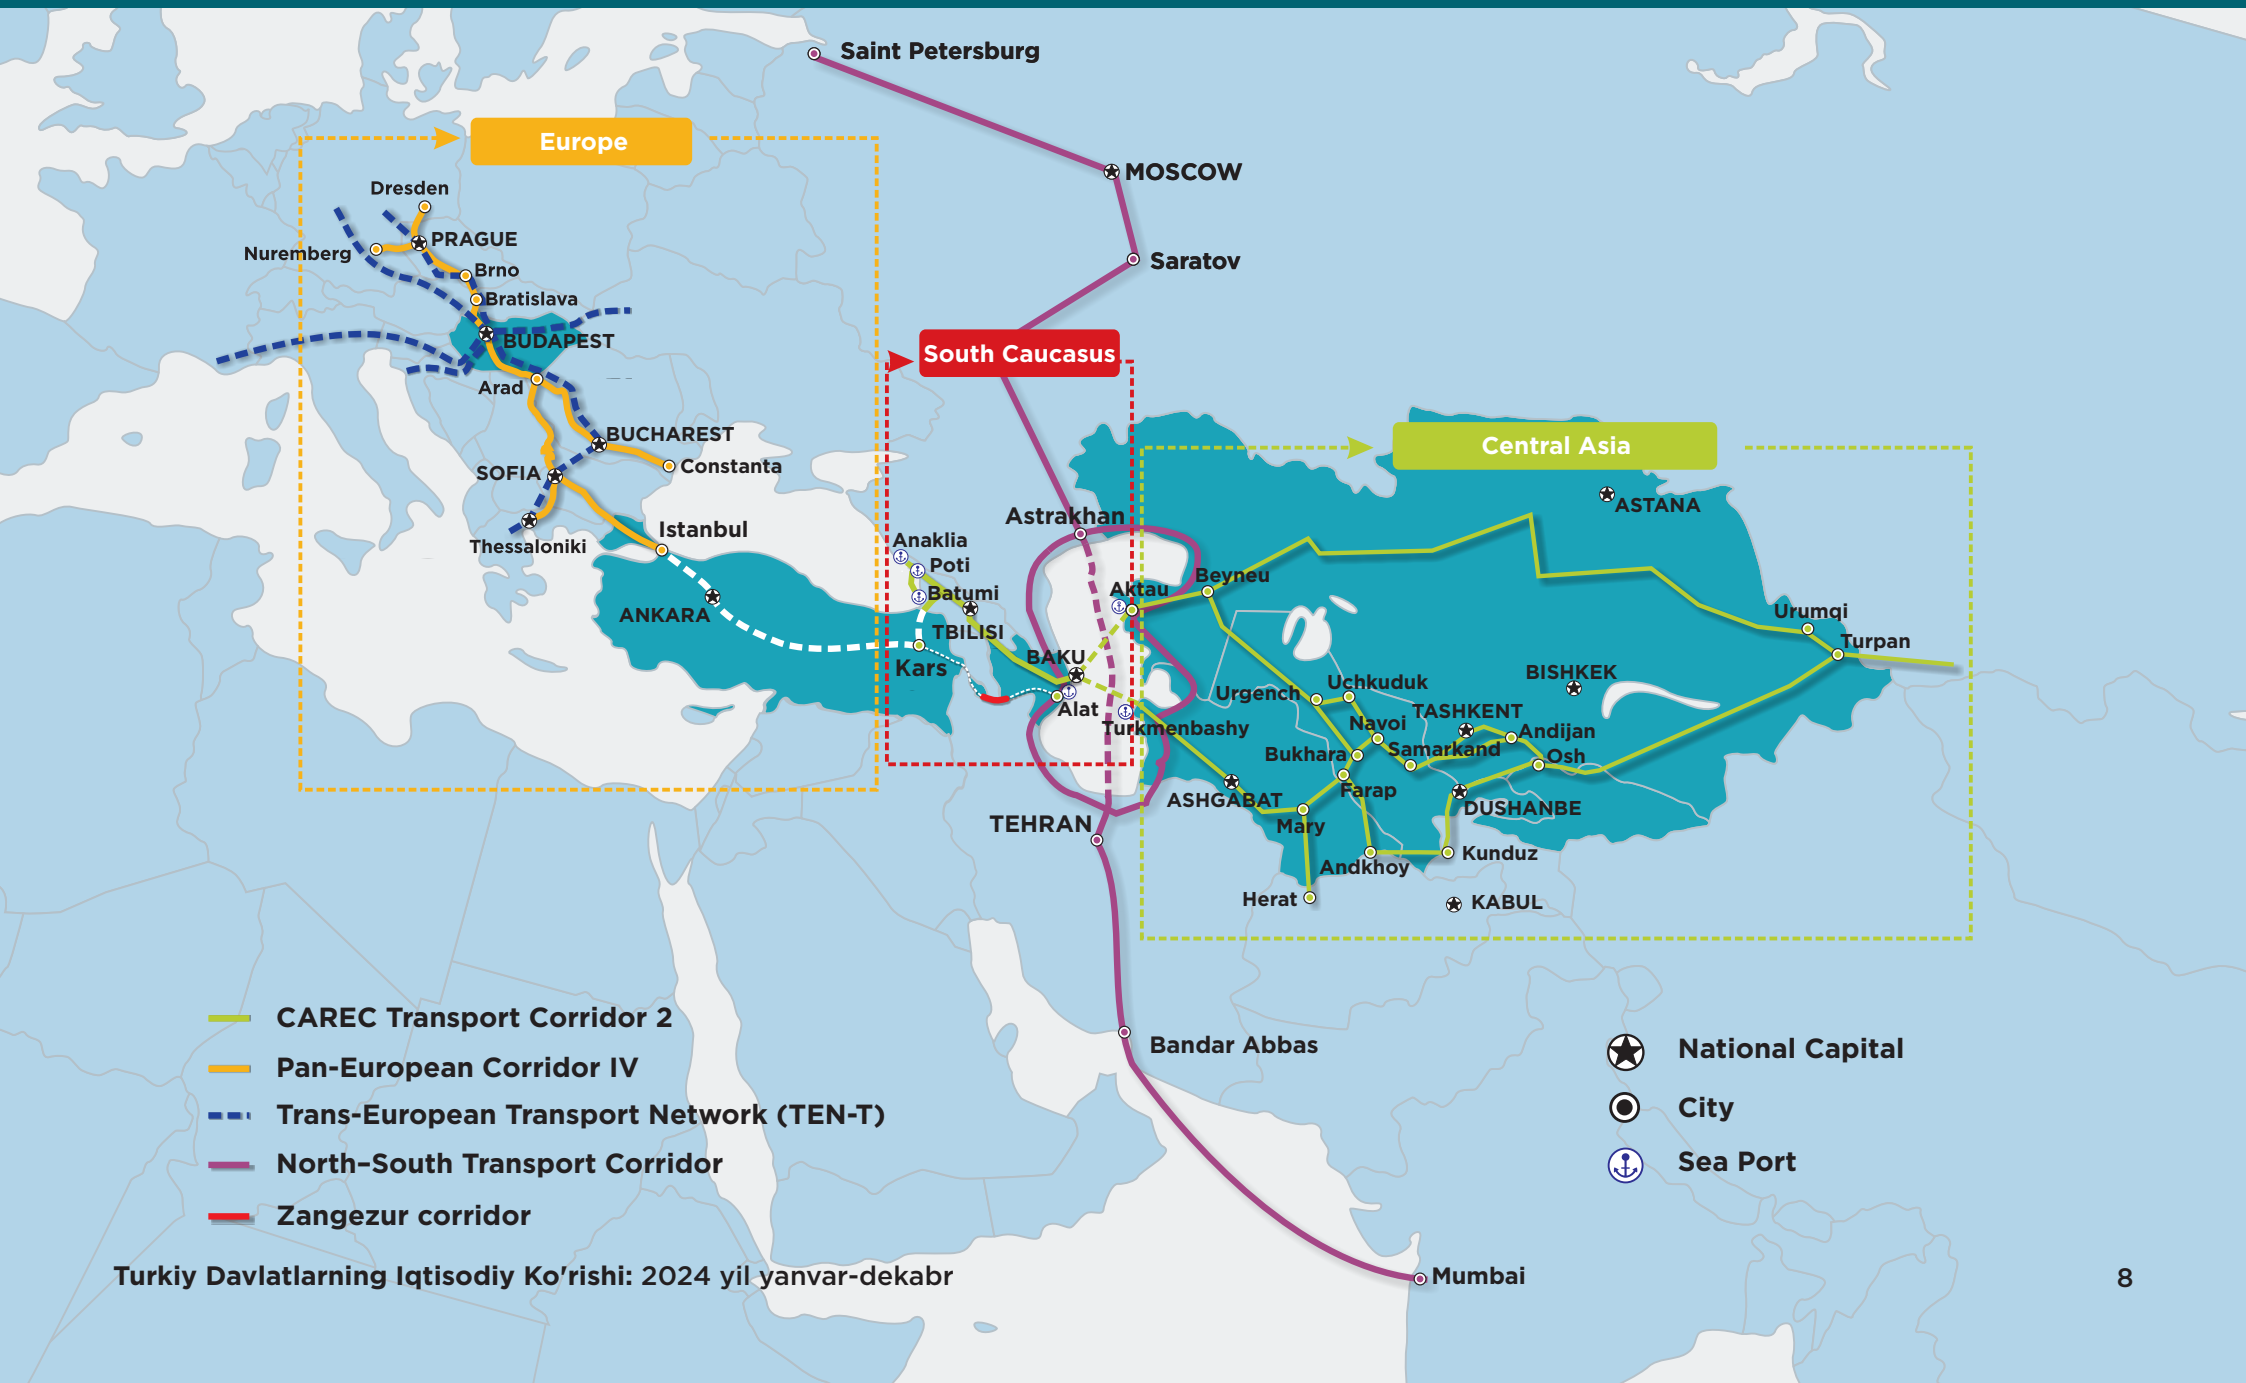 Saint Petersburg
Europe
MOSCOW
Dresden
PRAGUE
Nuremberg
Saratov
Brno
Bratislava
BUDAPEST
South Caucasus
Arad
BUCHAREST
Central Asia
Constanta
SOFIA
ASTANA
Astrakhan
Istanbul
Thessaloniki
Anaklia
Poti
Beyneu
Aktau
Batumi
ANKARA
Urumqi
TBILISI
Turpan
BAKU
Kars
BISHKEK
Uchkuduk
Urgench
Alat
TASHKENT
Navoi
Turkmenbashy
Andijan
Samarkand
Bukhara
Osh
Farap
ASHGABAT
DUSHANBE
TEHRAN
Mary
Kunduz
Andkhoy
Herat
KABUL
CAREC Transport Corridor 2
Bandar Abbas
National Capital
Pan-European Corridor IV
City
Trans-European Transport Network (TEN-T)
North–South Transport Corridor
Sea Port
Zangezur corridor
Mumbai
Turkiy Davlatlarning Iqtisodiy Ko'rishi: 2024 yil yanvar-dekabr
8